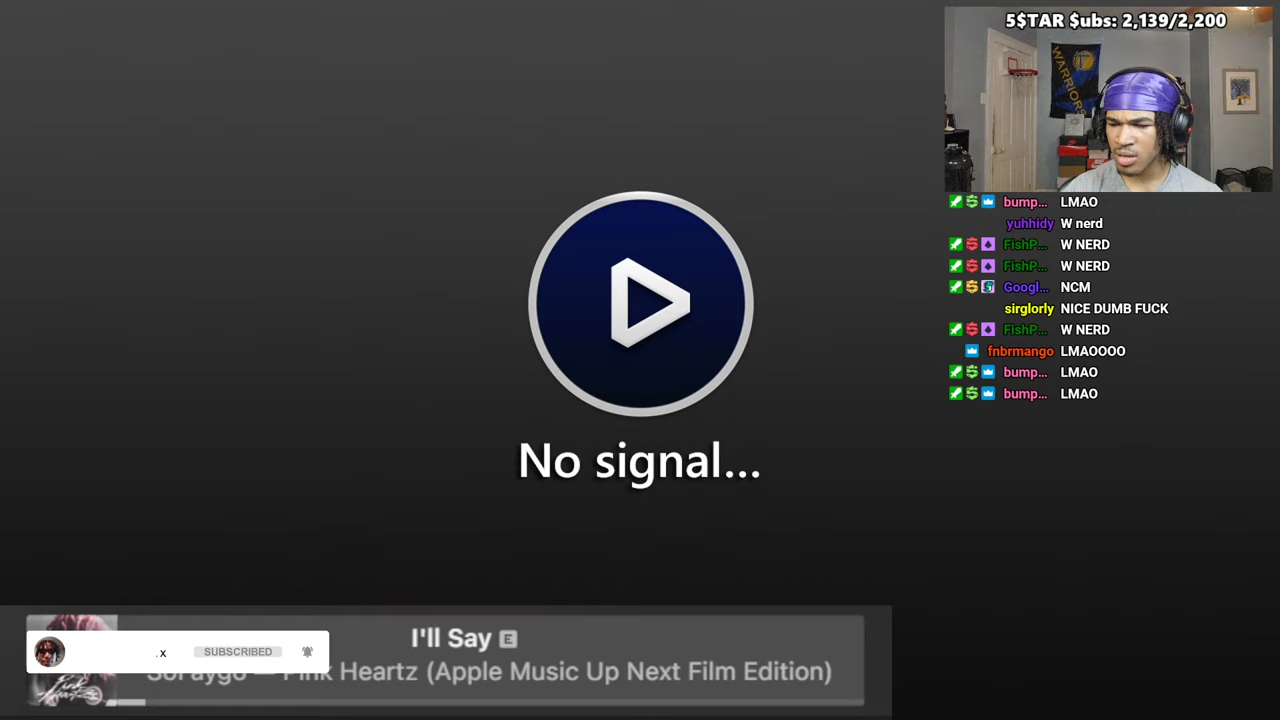 5$TAR $ubs: 2,139/2,200
WARRIORS
bump... LMAO
yuhhidy W nerd
FishP... W NERD
FishP... W NERD
Googl... NCM
sirglorly NICE DUMB FUCK
FishP... W NERD
fnbrmango LMAOOOO
bump... LMAO
bump... LMAO
No signal...
I'll Say E
. x SUBSCRIBED
SoFaygo — Pink Heartz (Apple Music Up Next Film Edition)